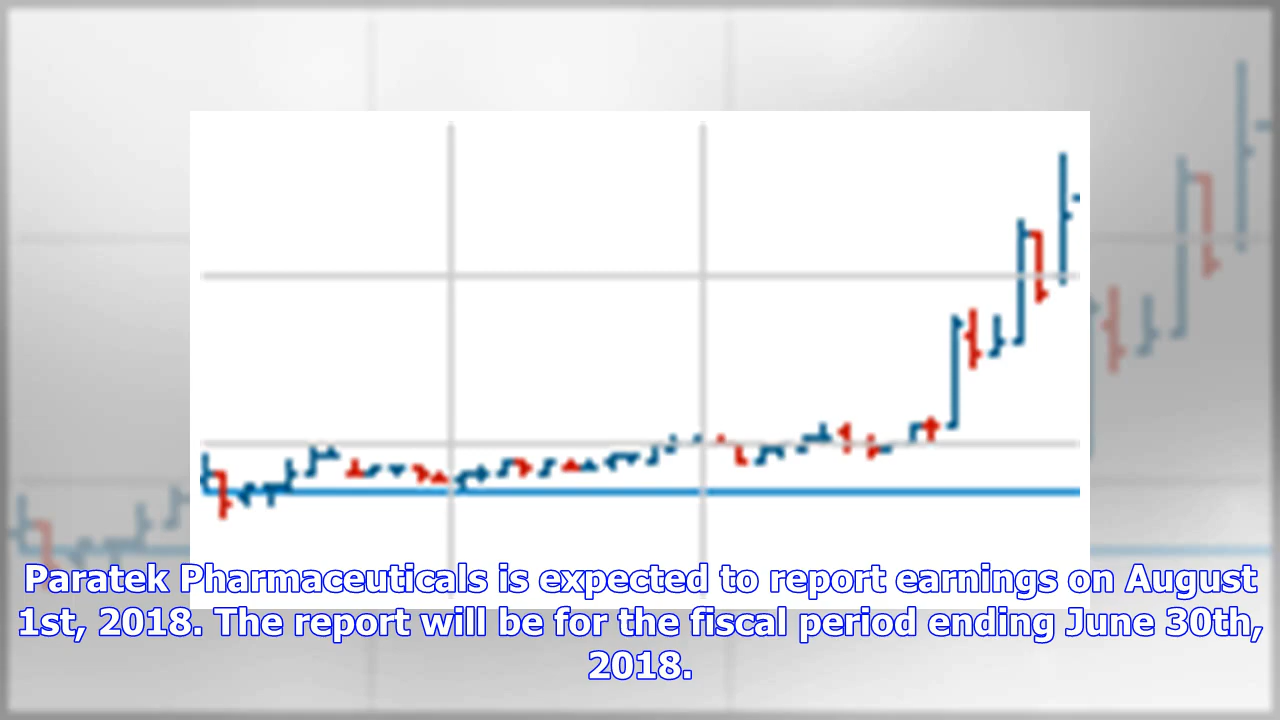 Paratek Pharmaceuticals is expected to report earnings on August
1st, 2018. The report will be for the fiscal period ending June 30th,
2018.